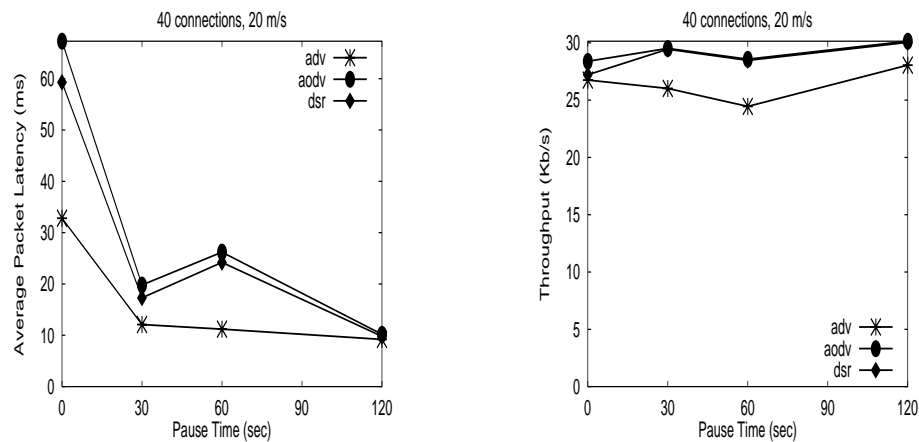 40 connections, 20 m/s
adv
aodv
dsr
Average Packet Latency (ms)
60
50
40
30
20
10
0
0 30 60 90 120
Pause Time (sec)
40 connections, 20 m/s
Throughput (Kb/s)
30
25
20
15
10
5
0
adv
aodv
dsr
0 30 60 90 120
Pause Time (sec)